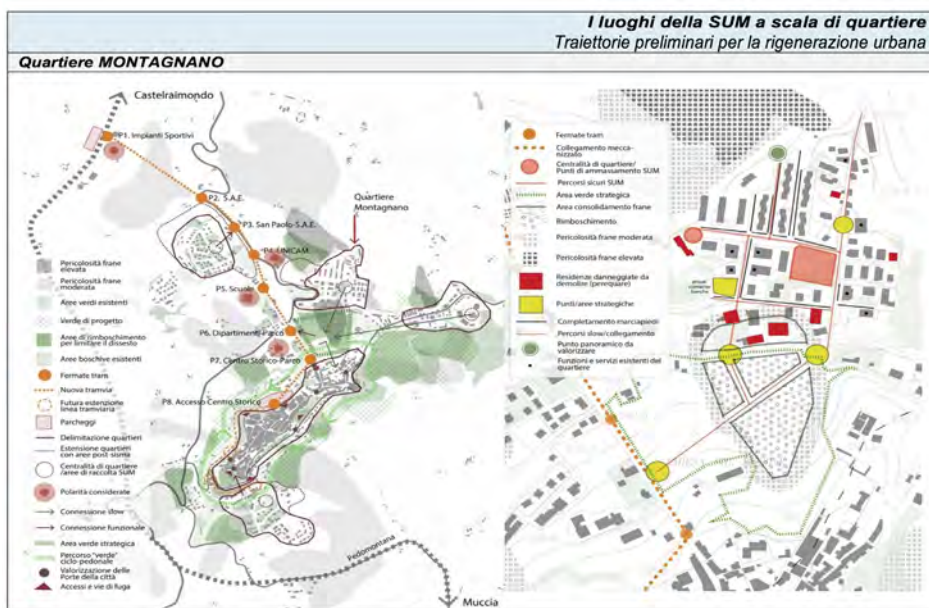 I luoghi della SUM a scala di quartiere
Traiettorie preliminari per la rigenerazione urbana
Quartiere MONTAGNANO
Castelraimondo
PP1. Impianti Sportivi
P2. S.A.E.
P3. San Paolo-S.A.E.
P4. UNICAM
P5. Scuole
P6. Dipartimenti-Parco
P7. Centro Storico-Parco
P8. Accesso Centro Storico
Quartiere
Montagnano
Pedemontana
Muccia
Pericolosità frane
elevata
Pericolosità frane
moderata
Aree verdi esistenti
Verde di progetto
Aree di rimboschimento
per limitare il dissesto
Aree boschive esistenti
Fermate tram
Nuova tramvia
Futura estenzione
linea tramviaria
Parcheggi
Delimitazione quartieri
Estensione quartieri
con aree post-sisma
Centralità di quartiere
/aree di raccolta SUM
Polarità considerate
Connessione slow
Connessione funzionale
Area verde strategica
Percorso "verde"
ciclo-pedonale
Valorizzazione delle
Porte della città
Accessi e vie di fuga
Fermate tram
Collegamento mecca-
nizzato
Centralità di quartiere/
Punti di ammassamento SUM
Percorsi sicuri SUM
Area verde strategica
Area consolidamento frane
Rimboschimento
Pericolosità frane moderata
Pericolosità frane elevata
Residenze danneggiate da
demolire (perequare)
Punti/aree strategiche
Completamento marciapiedi
Percorsi slow/collegamento
Punto panoramico da
valorizzare
Funzioni e servizi esistenti del
quartiere